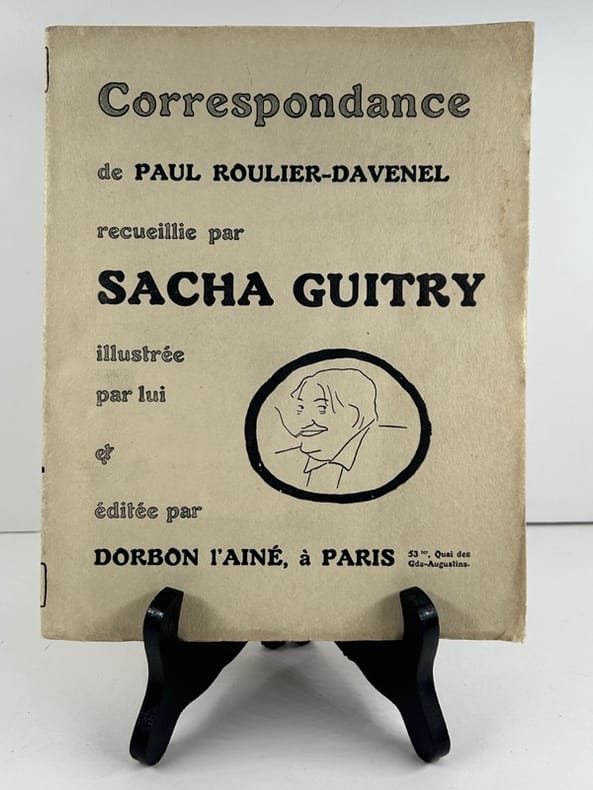 Correspondance
de PAUL ROULIER-DAVENEL
recueillie par
SACHA GUITRY
illustrée
par lui
&
éditée par
DORBON l'AINÉ, à PARIS
53 ter, Quai des
Gds-Augustins.